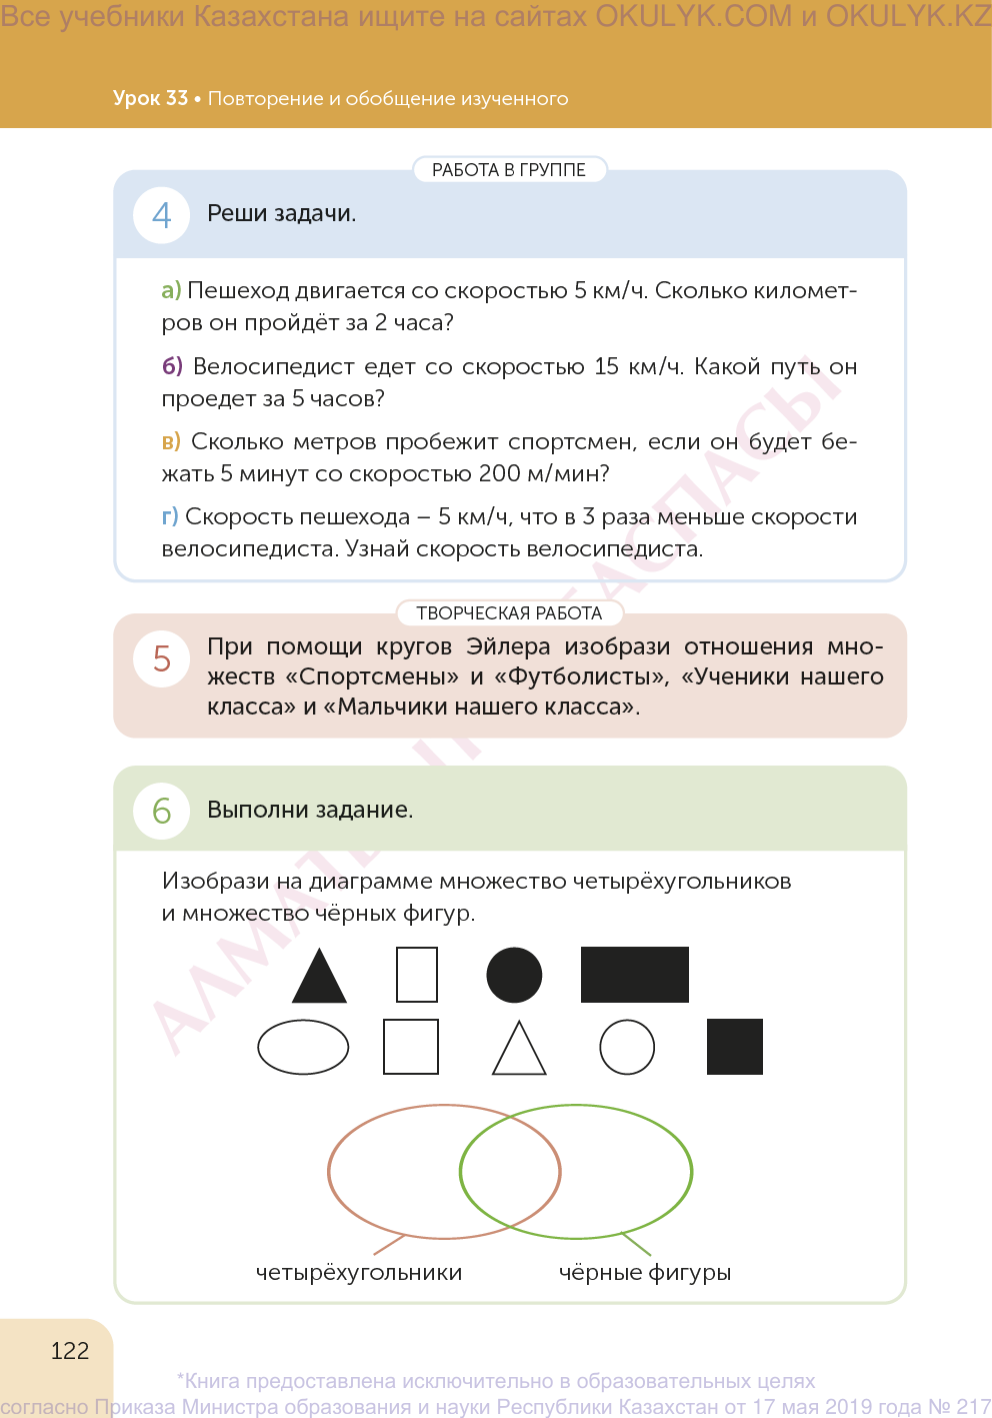 Все учебники Казахстана ищите на сайтах OKULYK.COM и OKULYK.KZ
Урок 33 • Повторение и обобщение изученного
РАБОТА В ГРУППЕ
4 Реши задачи.
а) Пешеход двигается со скоростью 5 км/ч. Сколько километ-
ров он пройдёт за 2 часа?
б) Велосипедист едет со скоростью 15 км/ч. Какой путь он
проедет за 5 часов?
в) Сколько метров пробежит спортсмен, если он будет бе-
жать 5 минут со скоростью 200 м/мин?
г) Скорость пешехода – 5 км/ч, что в 3 раза меньше скорости
велосипедиста. Узнай скорость велосипедиста.
ТВОРЧЕСКАЯ РАБОТА
5 При помощи кругов Эйлера изобрази отношения мно-
жеств «Спортсмены» и «Футболисты», «Ученики нашего
класса» и «Мальчики нашего класса».
6 Выполни задание.
Изобрази на диаграмме множество четырёхугольников
и множество чёрных фигур.
четырёхугольники
чёрные фигуры
122
*Книга предоставлена исключительно в образовательных целях
согласно Приказа Министра образования и науки Республики Казахстан от 17 мая 2019 года № 217